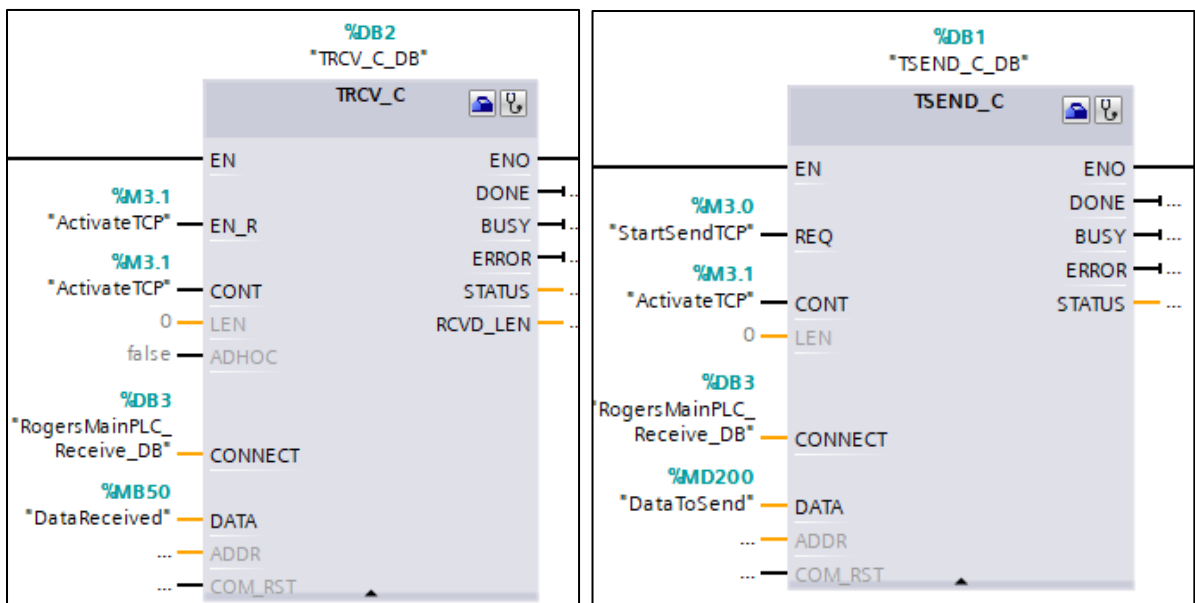 %DB2
"TRCV_C_DB"
TRCV_C
EN
ENO
%M3.1
"ActivateTCP"
EN_R
DONE
...
BUSY
...
%M3.1
"ActivateTCP"
CONT
ERROR
...
STATUS
...
0
LEN
RCVD_LEN
...
false
ADHOC
%DB3
"RogersMainPLC_
Receive_DB"
CONNECT
%MB50
"DataReceived"
DATA
...
ADDR
...
COM_RST
%DB1
"TSEND_C_DB"
TSEND_C
EN
ENO
%M3.0
"StartSendTCP"
REQ
DONE
...
BUSY
...
%M3.1
"ActivateTCP"
CONT
ERROR
...
STATUS
...
0
LEN
%DB3
"RogersMainPLC_
Receive_DB"
CONNECT
%MD200
"DataToSend"
DATA
...
ADDR
...
COM_RST